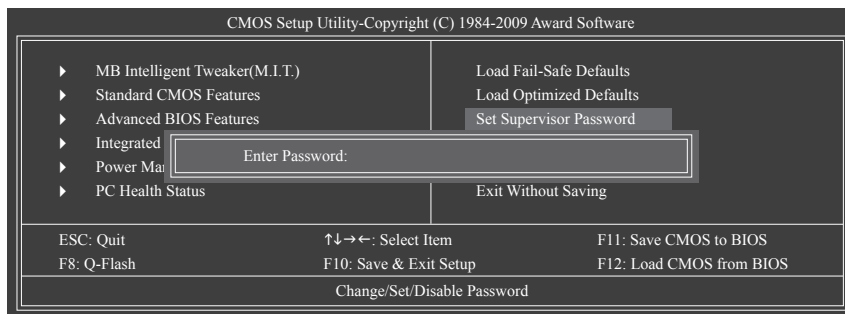 CMOS Setup Utility-Copyright (C) 1984-2009 Award Software
MB Intelligent Tweaker(M.I.T.)
Standard CMOS Features
Advanced BIOS Features
Integrated
Power Ma
PC Health Status
Load Fail-Safe Defaults
Load Optimized Defaults
Set Supervisor Password
Exit Without Saving
Enter Password:
ESC: Quit
↑↓→←: Select Item
F11: Save CMOS to BIOS
F8: Q-Flash
F10: Save & Exit Setup
F12: Load CMOS from BIOS
Change/Set/Disable Password